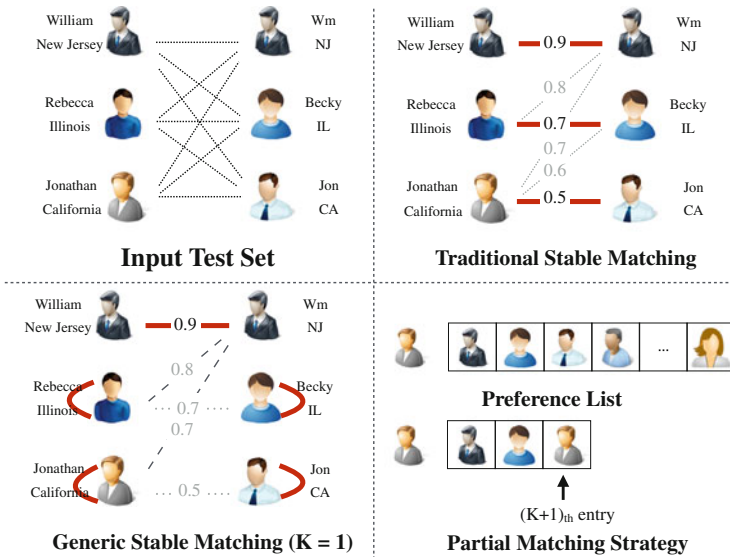 William
New Jersey
Wm
NJ
Rebecca
Illinois
Becky
IL
Jonathan
California
Jon
CA
Input Test Set
William
New Jersey
0.9
Wm
NJ
0.8
Rebecca
Illinois
0.7
Becky
IL
0.7
0.6
Jonathan
California
0.5
Jon
CA
Traditional Stable Matching
William
New Jersey
0.9
Wm
NJ
0.8
Rebecca
Illinois
0.7
Becky
IL
0.7
Jonathan
California
0.5
Jon
CA
Generic Stable Matching (K = 1)
...
Preference List
(K+1)th entry
Partial Matching Strategy